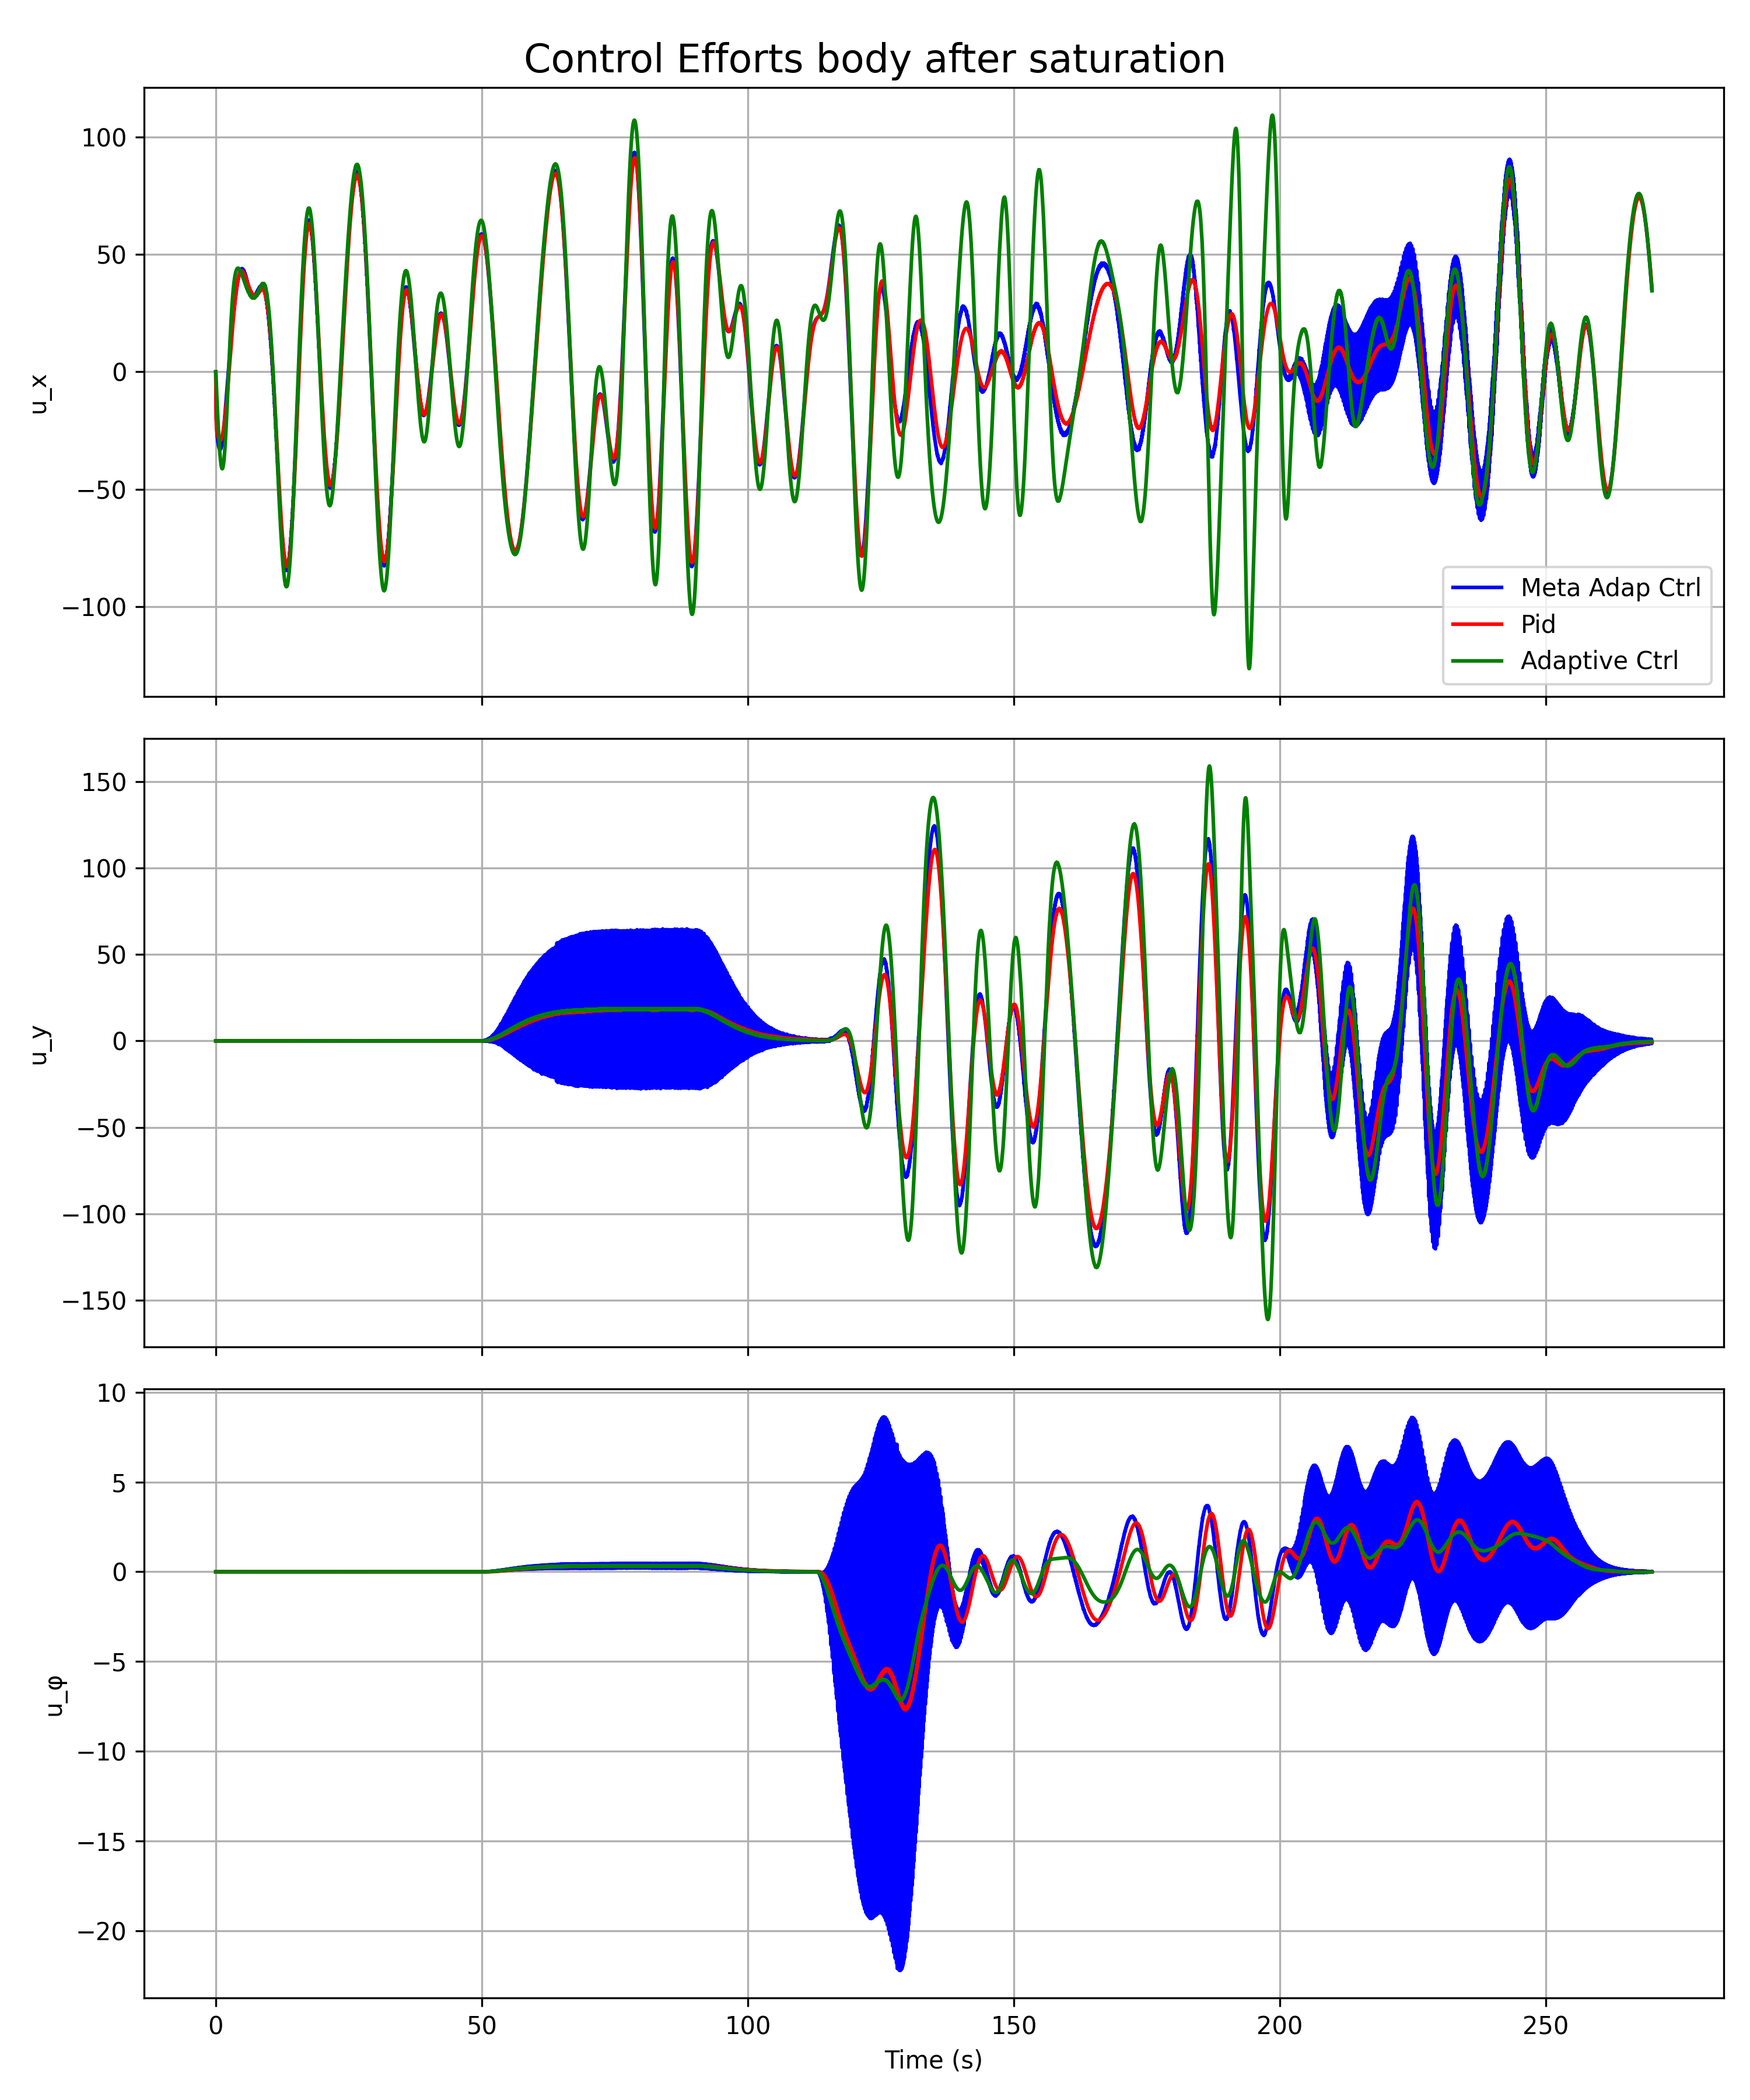 Control Efforts body after saturation
100
50
0
−50
−100
u_x
Meta Adap Ctrl
Pid
Adaptive Ctrl
150
100
50
0
−50
−100
−150
u_y
10
5
0
−5
−10
−15
−20
u_φ
0 50 100 150 200 250
Time (s)